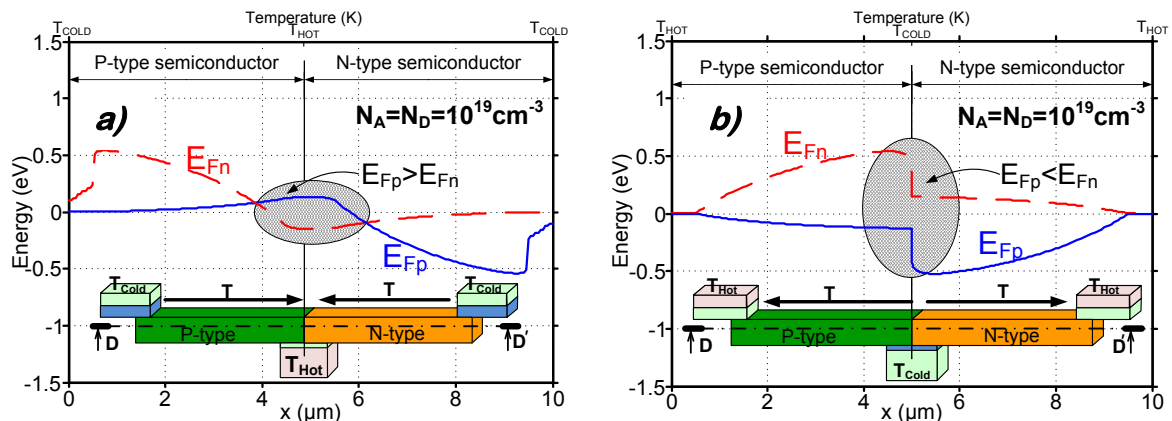 Temperature (K)
T_COLD T_HOT T_COLD
1.5
P-type semiconductor N-type semiconductor
1
a) N_A=N_D=10^19cm^-3
0.5
E_Fn E_Fp>E_Fn
0
Energy (eV)
E_Fp
-0.5
T_Cold T T T_Cold
-1
P-type N-type
D D'
T_Hot
-1.5
0 2 4 6 8 10
x (µm)
Temperature (K)
T_HOT T_COLD T_HOT
1.5
P-type semiconductor N-type semiconductor
1
b) N_A=N_D=10^19cm^-3
0.5
E_Fn E_Fp<E_Fn
0
Energy (eV)
E_Fp
-0.5
T_Hot T T T_Hot
-1
P-type N-type
D D'
T_Cold
-1.5
0 2 4 6 8 10
x (µm)